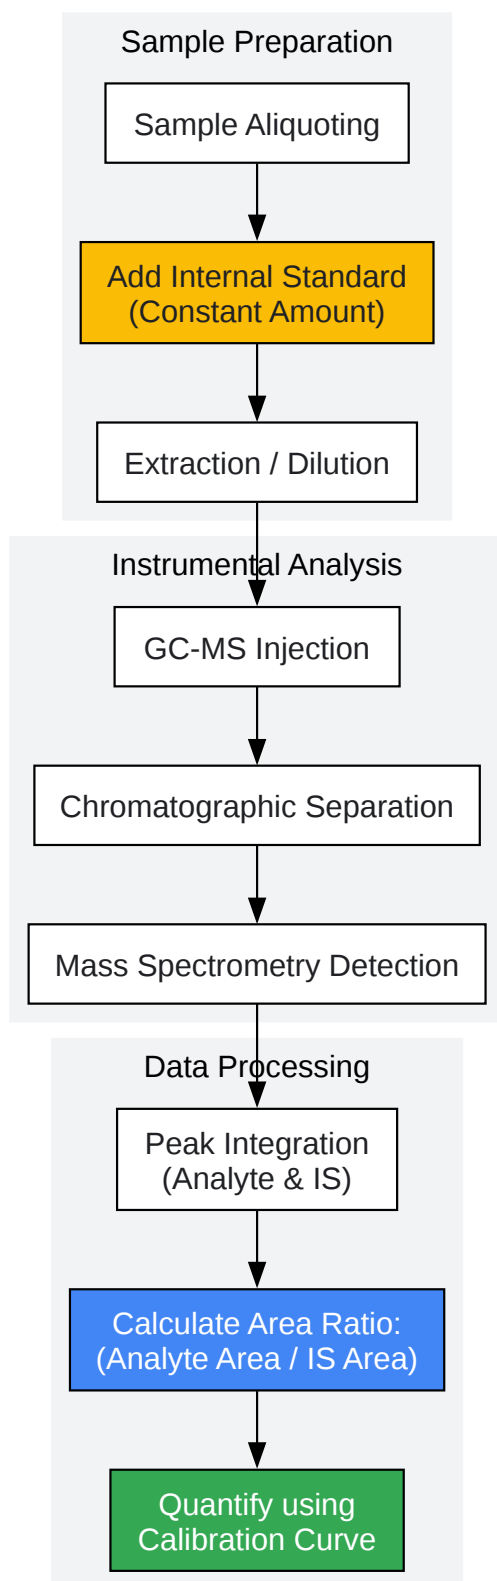 Sample Preparation
Sample Aliquoting
Add Internal Standard
(Constant Amount)
Extraction / Dilution
Instrumental Analysis
GC-MS Injection
Chromatographic Separation
Mass Spectrometry Detection
Data Processing
Peak Integration
(Analyte & IS)
Calculate Area Ratio:
(Analyte Area / IS Area)
Quantify using
Calibration Curve